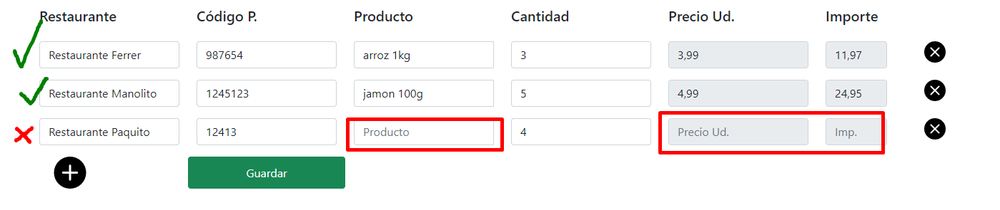 Restaurante Código P. Producto Cantidad Precio Ud. Importe
Restaurante Ferrer 987654 arroz 1kg 3 3,99 11,97
Restaurante Manolito 1245123 jamon 100g 5 4,99 24,95
Restaurante Paquito 12413 Producto 4 Precio Ud. Imp.
Guardar